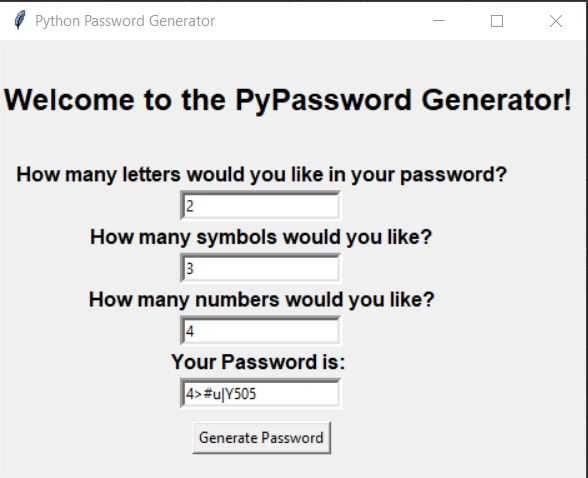 Python Password Generator
Welcome to the PyPassword Generator!
How many letters would you like in your password?
2
How many symbols would you like?
3
How many numbers would you like?
4
Your Password is:
4>#u|Y505
Generate Password